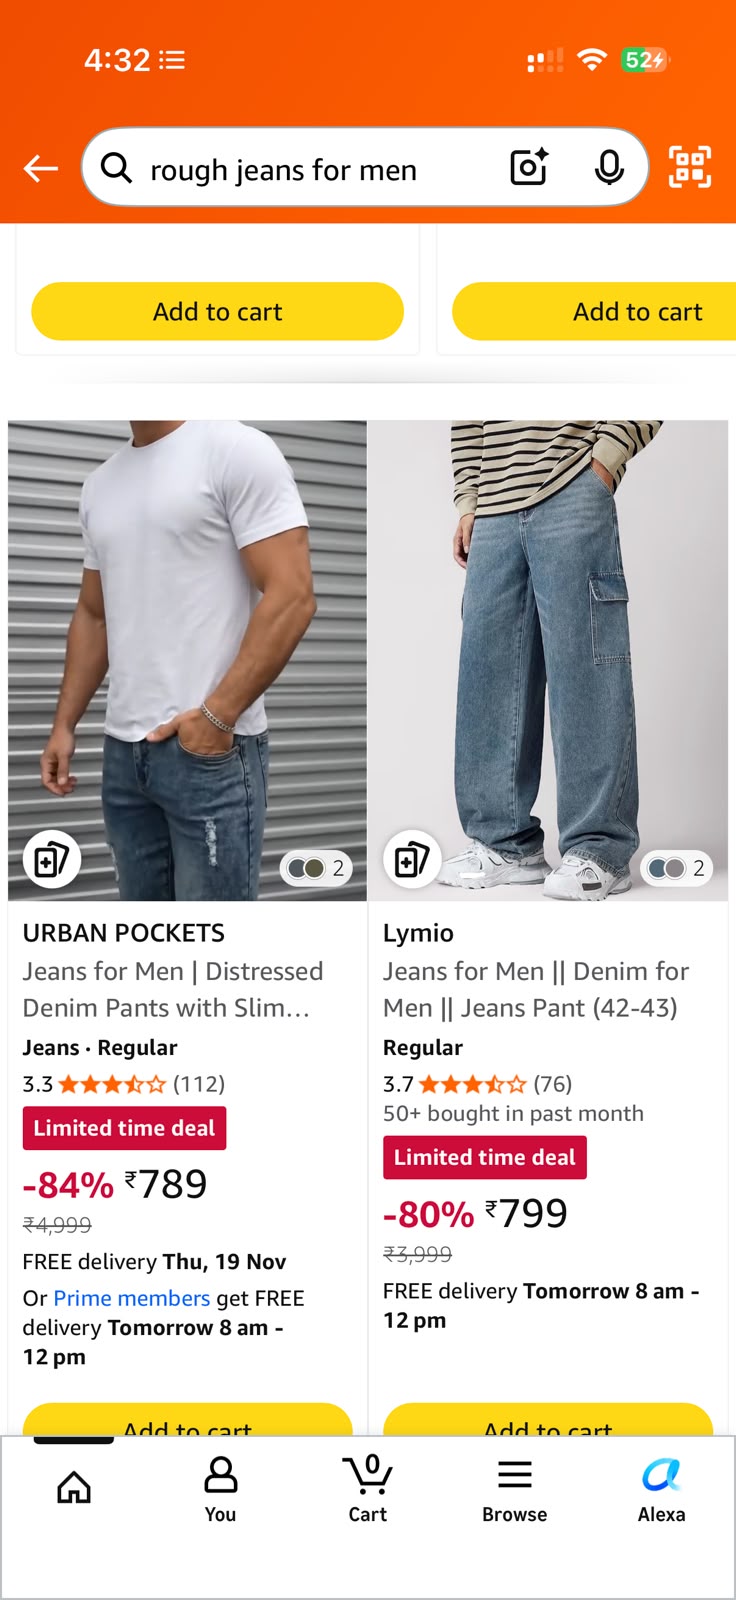 4:32
52
rough jeans for men
Add to cart
Add to cart
2
2
URBAN POCKETS
Jeans for Men | Distressed
Denim Pants with Slim...
Jeans · Regular
3.3 (112)
Limited time deal
-84% ₹789
₹4,999
FREE delivery Thu, 19 Nov
Or Prime members get FREE
delivery Tomorrow 8 am -
12 pm
Add to cart
Lymio
Jeans for Men || Denim for
Men || Jeans Pant (42-43)
Regular
3.7 (76)
50+ bought in past month
Limited time deal
-80% ₹799
₹3,999
FREE delivery Tomorrow 8 am -
12 pm
Add to cart
You
0
Cart
Browse
Alexa